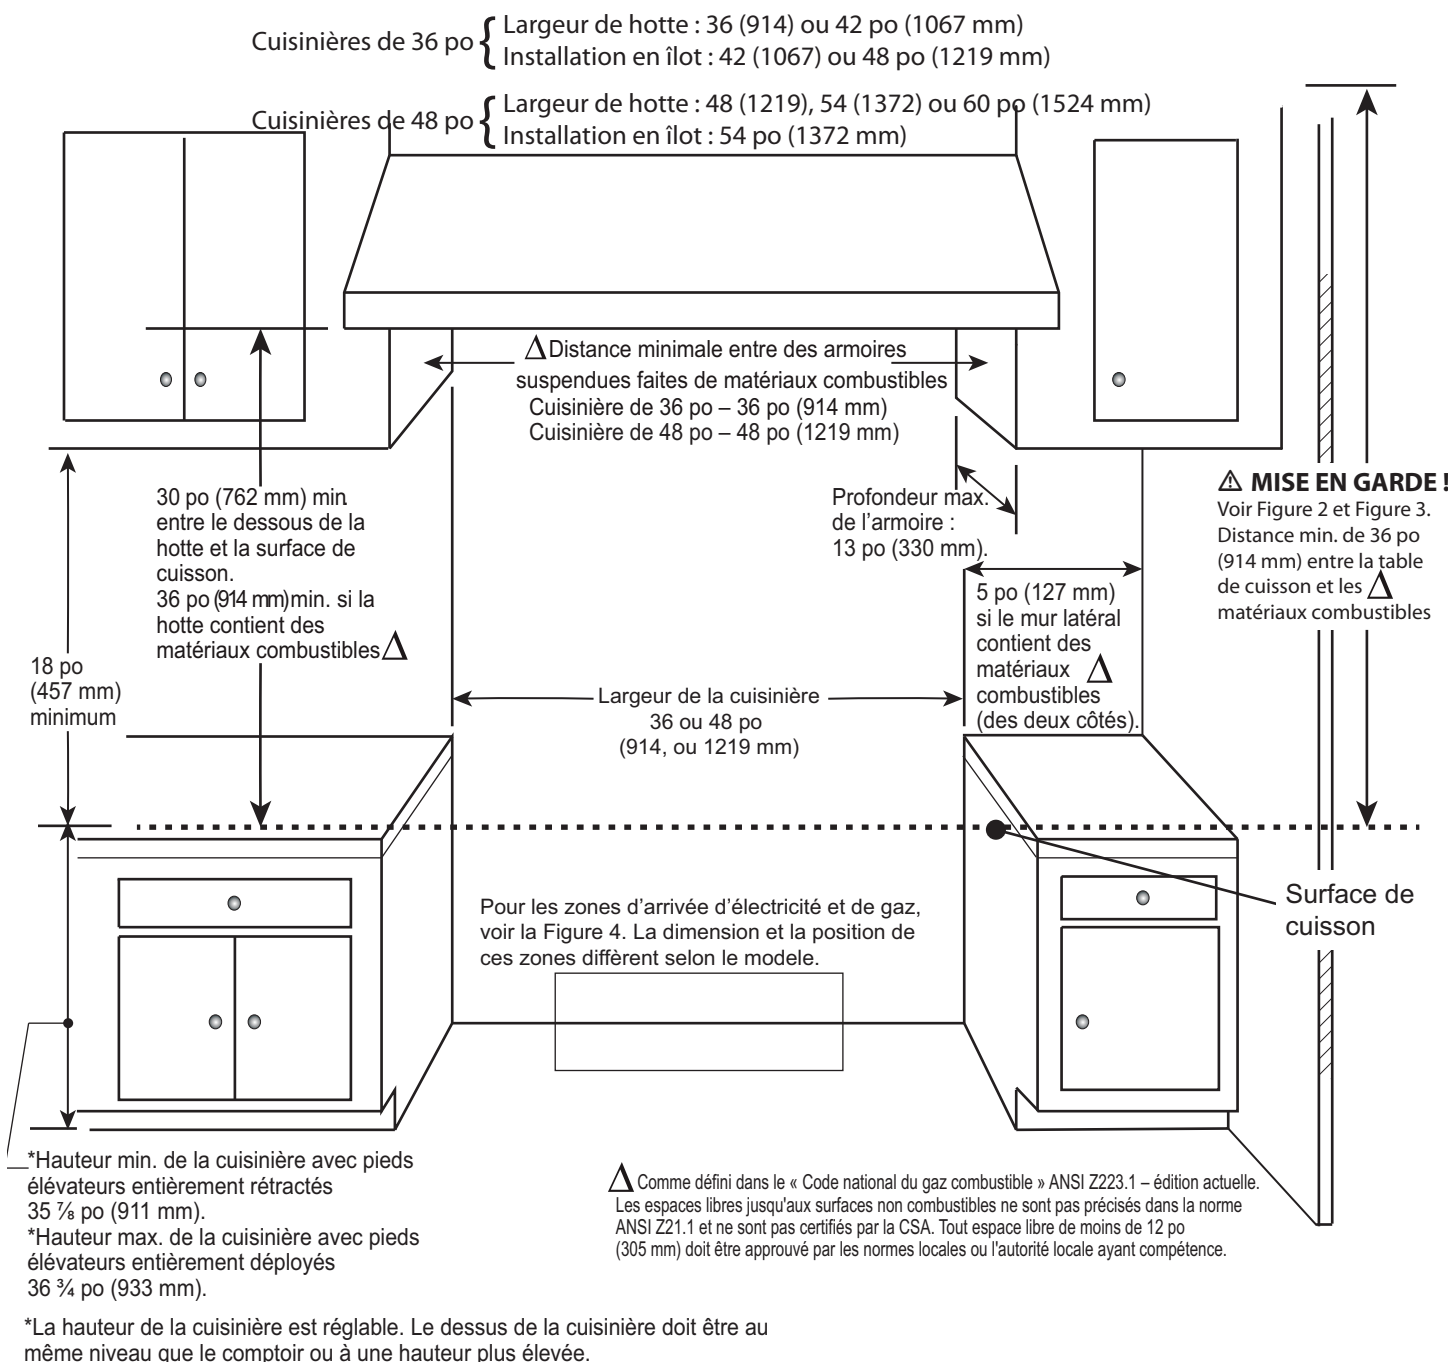 Cuisinières de 36 po { Largeur de hotte : 36 (914) ou 42 po (1067 mm)
Installation en îlot : 42 (1067) ou 48 po (1219 mm)
Cuisinières de 48 po { Largeur de hotte : 48 (1219), 54 (1372) ou 60 po (1524 mm)
Installation en îlot : 54 po (1372 mm)
Δ Distance minimale entre des armoires
suspendues faites de matériaux combustibles
Cuisinière de 36 po – 36 po (914 mm)
Cuisinière de 48 po – 48 po (1219 mm)
30 po (762 mm) min.
entre le dessous de la
hotte et la surface de
cuisson.
36 po (914 mm) min. si la
hotte contient des
matériaux combustibles Δ
Profondeur max.
de l’armoire :
13 po (330 mm).
⚠ MISE EN GARDE !
Voir Figure 2 et Figure 3.
Distance min. de 36 po
(914 mm) entre la table
de cuisson et les Δ
matériaux combustibles
5 po (127 mm)
si le mur latéral
contient des
matériaux Δ
combustibles
(des deux côtés).
18 po
(457 mm)
minimum
Largeur de la cuisinière
36 ou 48 po
(914, ou 1219 mm)
Surface de
cuisson
Pour les zones d’arrivée d’électricité et de gaz,
voir la Figure 4. La dimension et la position de
ces zones diffèrent selon le modele.
*Hauteur min. de la cuisinière avec pieds
élévateurs entièrement rétractés
35 ⅞ po (911 mm).
*Hauteur max. de la cuisinière avec pieds
élévateurs entièrement déployés
36 ¾ po (933 mm).
Δ Comme défini dans le « Code national du gaz combustible » ANSI Z223.1 – édition actuelle.
Les espaces libres jusqu'aux surfaces non combustibles ne sont pas précisés dans la norme
ANSI Z21.1 et ne sont pas certifiés par la CSA. Tout espace libre de moins de 12 po
(305 mm) doit être approuvé par les normes locales ou l'autorité locale ayant compétence.
*La hauteur de la cuisinière est réglable. Le dessus de la cuisinière doit être au
même niveau que le comptoir ou à une hauteur plus élevée.